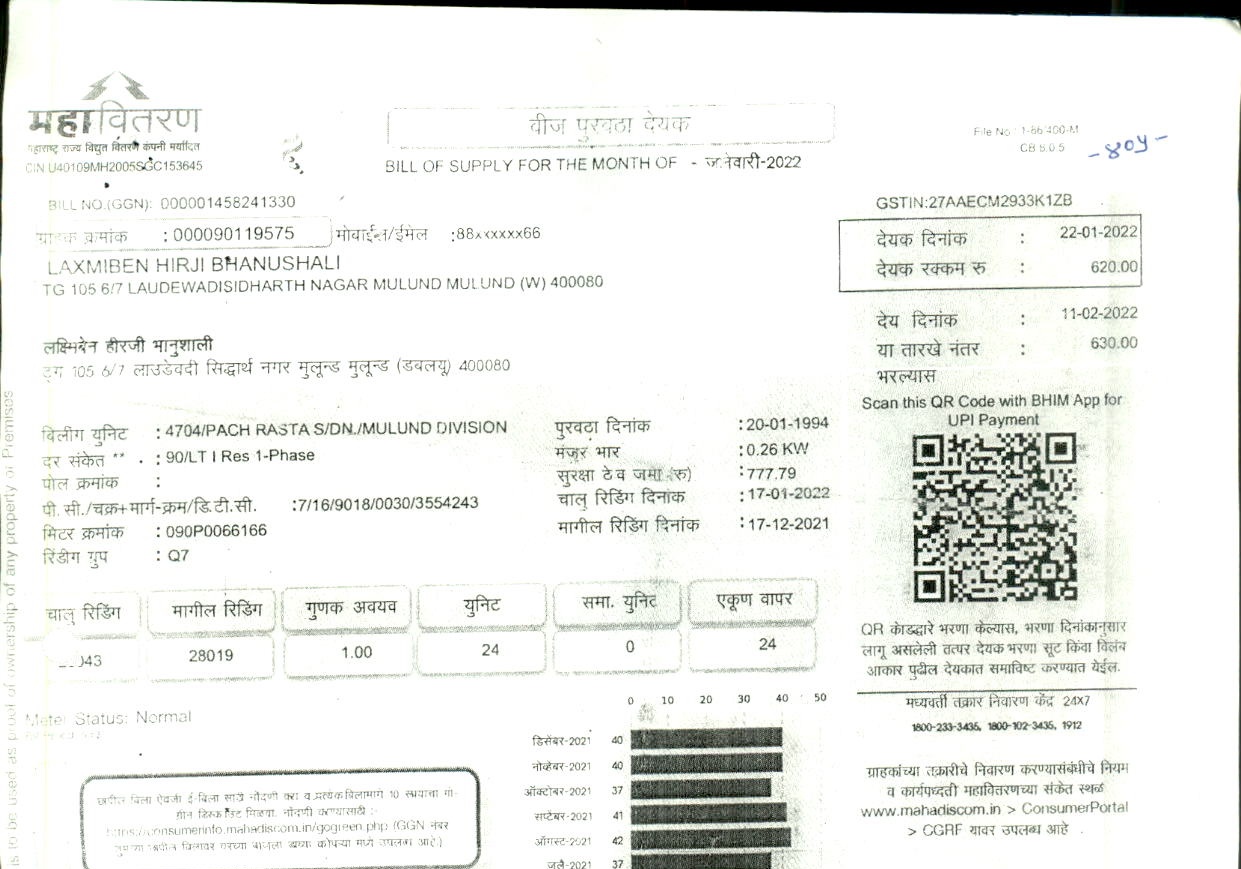 महावितरण
महाराष्ट्र राज्य विद्युत वितरण कंपनी मर्यादित
CIN U40109MH2005SGC153645
वीज पुरवठा देयक
BILL OF SUPPLY FOR THE MONTH OF - जानेवारी-2022
File No : 1-86 400-M
CB 6.0.5
BILL NO.(GGN): 000001458241330
GSTIN:27AAECM2933K1ZB
ग्राहक क्रमांक : 000090119575 मोबाईल/ईमेल :88xxxxxx66
LAXMIBEN HIRJI BHANUSHALI
TG 105 6/7 LAUDEWADISIDHARTH NAGAR MULUND MULUND (W) 400080
देयक दिनांक : 22-01-2022
देयक रक्कम रु : 620.00
देय दिनांक : 11-02-2022
या तारखे नंतर : 630.00
भरल्यास
लक्ष्मिबेन हीरजी भानुशाली
105 6/7 लाउडेवदी सिद्धार्थ नगर मुलून्ड मुलून्ड (डबलयू) 400080
Scan this QR Code with BHIM App for
UPI Payment
बिलींग युनिट : 4704/PACH RASTA S/DN./MULUND DIVISION
दर संकेत ** : 90/LT I Res 1-Phase
पोल क्रमांक :
पी.सी./चक्र+मार्ग-क्रम/डि.टी.सी. :7/16/9018/0030/3554243
मिटर क्रमांक : 090P0066166
रिडींग ग्रुप : Q7
पुरवठा दिनांक :20-01-1994
मंजुर भार :0.26 KW
सुरक्षा ठेव जमा (रु) :777.79
चालु रिडिंग दिनांक :17-01-2022
मागील रिडिंग दिनांक :17-12-2021
चालु रिडिंग मागील रिडिंग गुणक अवयव युनिट समा. युनिट एकूण वापर
043 28019 1.00 24 0 24
QR कोडद्वारे भरणा केल्यास, भरणा दिनांकानुसार
लागू असलेली तत्पर देयक भरणा सूट किंवा विलंब
आकार पुढील देयकात समाविष्ट करण्यात येईल.
मध्यवर्ती तक्रार निवारण केंद्र 24X7
1800-233-3435, 1800-102-3435, 1912
ग्राहकांच्या तक्रारीचे निवारण करण्यासंबंधीचे नियम
व कार्यपध्दती महावितरणच्या संकेत स्थळ
www.mahadiscom.in > ConsumerPortal
> CGRF यावर उपलब्ध आहे
Meter Status: Normal
0 10 20 30 40 50
डिसेंबर-2021 40
नोव्हेंबर-2021 40
ऑक्टोबर-2021 37
सप्टेंबर-2021 41
ऑगस्ट-2021 42
जुलै-2021 37
छापील बिला ऐवजी ई-बिला साठी नोंदणी करा व प्रत्येक बिलामागे 10 रुपयाचा गो-
ग्रीन डिस्काउंट मिळवा. नोंदणी करण्यासाठी :-
https://consumerinfo.mahadiscom.in/gogreen.php (GGN नंबर
is to be used as proof of ownership of any property or Premises